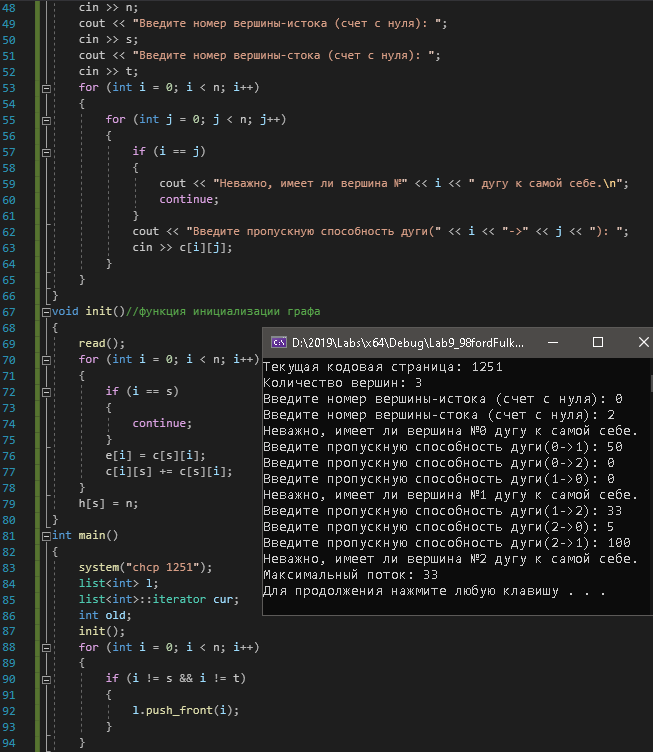 48 cin >> n;
49 cout << "Введите номер вершины-истока (счет с нуля): ";
50 cin >> s;
51 cout << "Введите номер вершины-стока (счет с нуля): ";
52 cin >> t;
53 for (int i = 0; i < n; i++)
54 {
55 for (int j = 0; j < n; j++)
56 {
57 if (i == j)
58 {
59 cout << "Неважно, имеет ли вершина №" << i << " дугу к самой себе.\n";
60 continue;
61 }
62 cout << "Введите пропускную способность дуги(" << i << "->" << j << "): ";
63 cin >> c[i][j];
64 }
65 }
66 }
67 void init()//функция инициализации графа
68 {
69 read();
70 for (int i = 0; i < n; i++)
71 {
72 if (i == s)
73 {
74 continue;
75 }
76 e[i] = c[s][i];
77 c[i][s] += c[s][i];
78 }
79 h[s] = n;
80 }
81 int main()
82 {
83 system("chcp 1251");
84 list<int> l;
85 list<int>::iterator cur;
86 int old;
87 init();
88 for (int i = 0; i < n; i++)
89 {
90 if (i != s && i != t)
91 {
92 l.push_front(i);
93 }
94 }
D:\2019\Labs\x64\Debug\Lab9_98fordFulk...
Текущая кодовая страница: 1251
Количество вершин: 3
Введите номер вершины-истока (счет с нуля): 0
Введите номер вершины-стока (счет с нуля): 2
Неважно, имеет ли вершина №0 дугу к самой себе.
Введите пропускную способность дуги(0->1): 50
Введите пропускную способность дуги(0->2): 0
Введите пропускную способность дуги(1->0): 0
Неважно, имеет ли вершина №1 дугу к самой себе.
Введите пропускную способность дуги(1->2): 33
Введите пропускную способность дуги(2->0): 5
Введите пропускную способность дуги(2->1): 100
Неважно, имеет ли вершина №2 дугу к самой себе.
Максимальный поток: 33
Для продолжения нажмите любую клавишу . . .